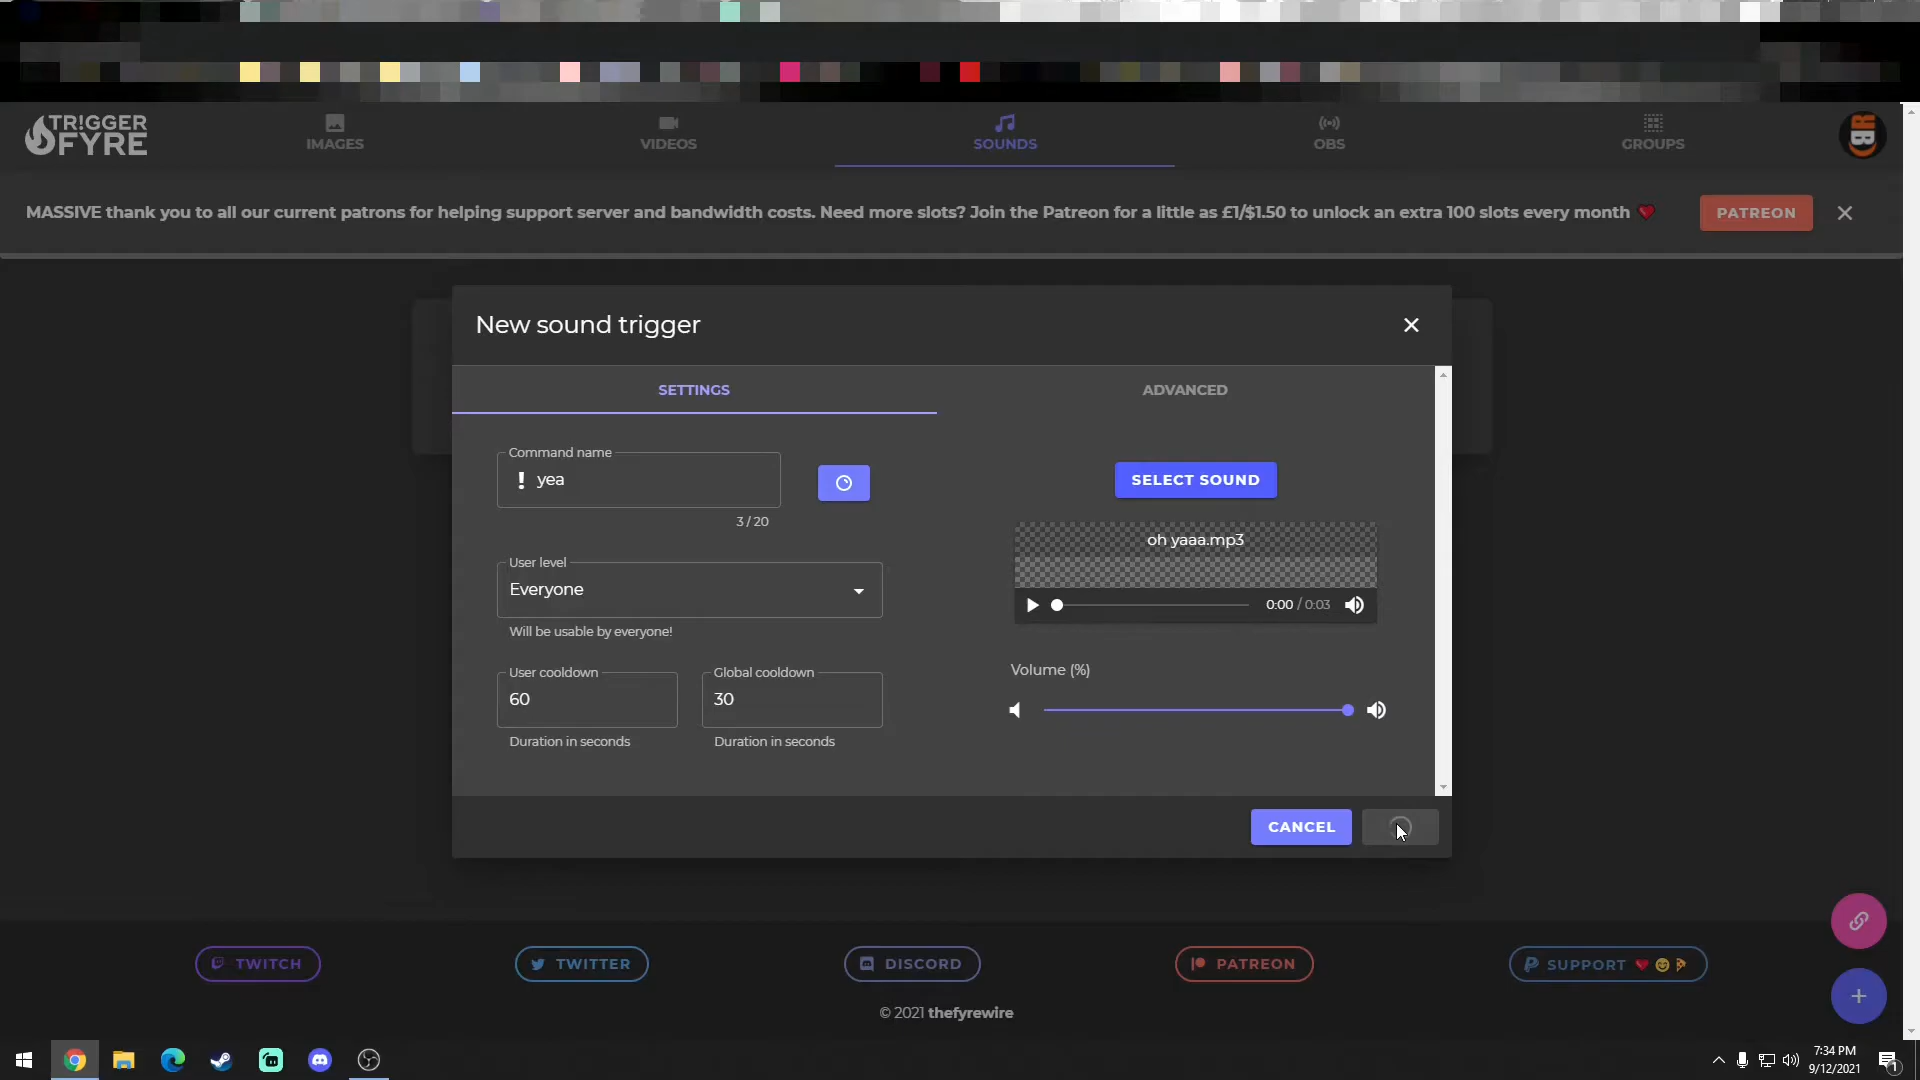 TR!GGER
FYRE
IMAGES
VIDEOS
SOUNDS
OBS
GROUPS
MASSIVE thank you to all our current patrons for helping support server and bandwidth costs. Need more slots? Join the Patreon for a little as £1/$1.50 to unlock an extra 100 slots every month
PATREON
New sound trigger
SETTINGS
ADVANCED
Command name
! yea
3 / 20
SELECT SOUND
oh yaaa.mp3
0:00 / 0:03
User level
Everyone
Will be usable by everyone!
User cooldown
60
Duration in seconds
Global cooldown
30
Duration in seconds
Volume (%)
CANCEL
TWITCH
TWITTER
DISCORD
PATREON
SUPPORT
© 2021 thefyrewire
7:34 PM
9/12/2021
1